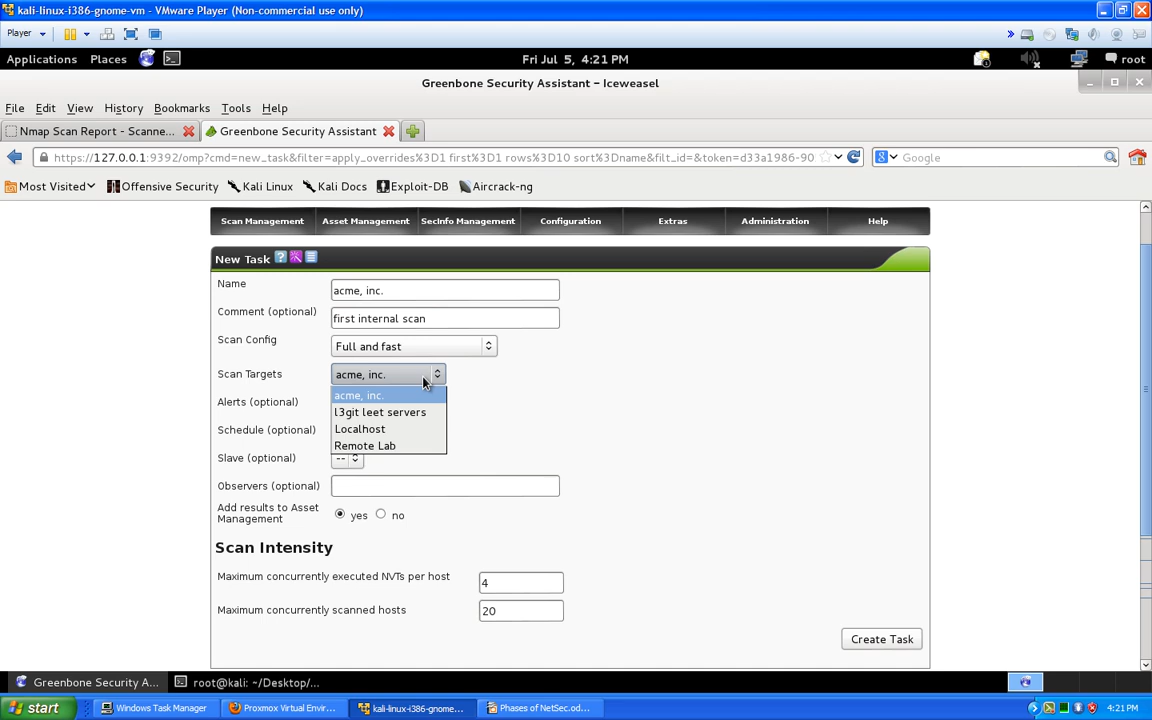 kali-linux-i386-gnome-vm - VMware Player (Non-commercial use only)
Player
Applications Places Fri Jul 5, 4:21 PM root
Greenbone Security Assistant - Iceweasel
File Edit View History Bookmarks Tools Help
Nmap Scan Report - Scanne... Greenbone Security Assistant
https://127.0.0.1:9392/omp?cmd=new_task&filter=apply_overrides%3D1 first%3D1 rows%3D10 sort%3Dname&filt_id=&token=d33a1986-90 Google
Most Visited Offensive Security Kali Linux Kali Docs Exploit-DB Aircrack-ng
Scan Management Asset Management SecInfo Management Configuration Extras Administration Help
New Task ?
Name acme, inc.
Comment (optional) first internal scan
Scan Config Full and fast
Scan Targets acme, inc.
acme, inc.
Alerts (optional)
l3git leet servers
Schedule (optional) Localhost
Remote Lab
Slave (optional) --
Observers (optional)
Add results to Asset
Management yes no
Scan Intensity
Maximum concurrently executed NVTs per host 4
Maximum concurrently scanned hosts 20
Create Task
Greenbone Security A... root@kali: ~/Desktop/...
start Windows Task Manager Proxmox Virtual Envir... kali-linux-i386-gnome... Phases of NetSec.od... 4:21 PM